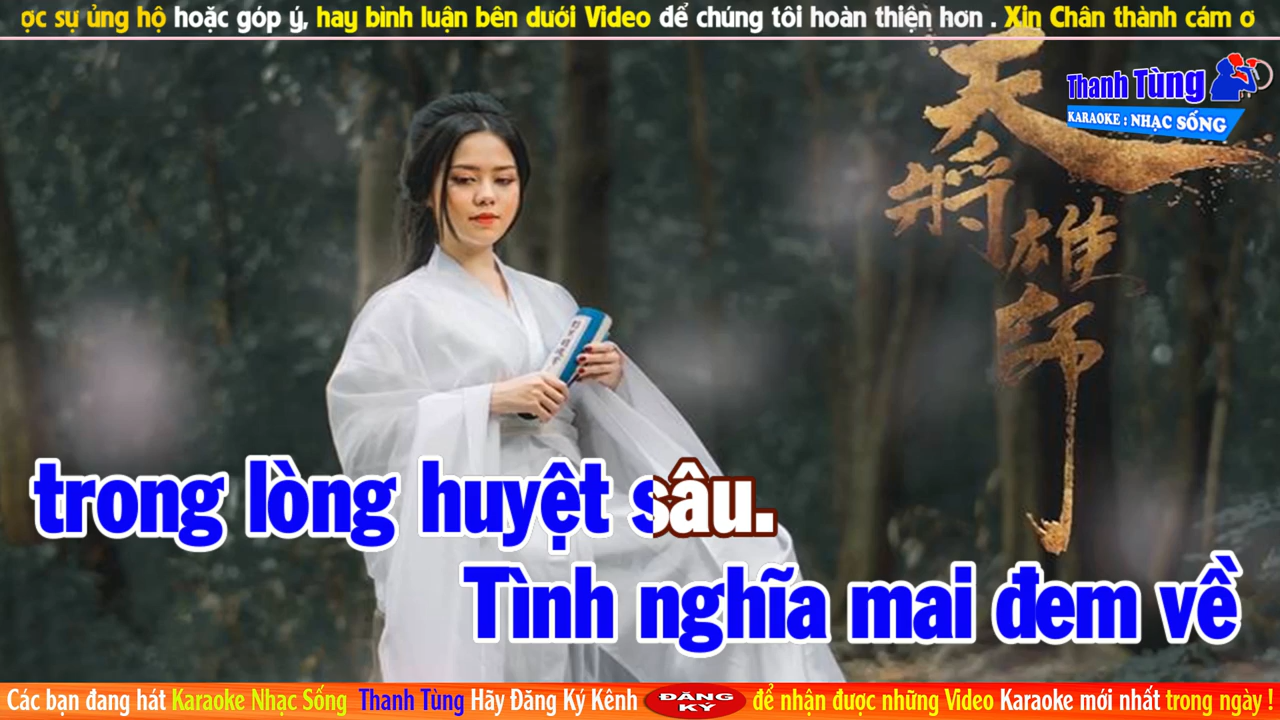 ợc sự ủng hộ hoặc góp ý, hay bình luận bên dưới Video để chúng tôi hoàn thiện hơn . Xin Chân thành cám ơ
天將雄師
Thanh Tùng
KARAOKE : NHẠC SỐNG
trong lòng huyệt sâu.
Tình nghĩa mai đem về
Các bạn đang hát Karaoke Nhạc Sống Thanh Tùng Hãy Đăng Ký Kênh ĐĂNG KÝ để nhận được những Video Karaoke mới nhất trong ngày !